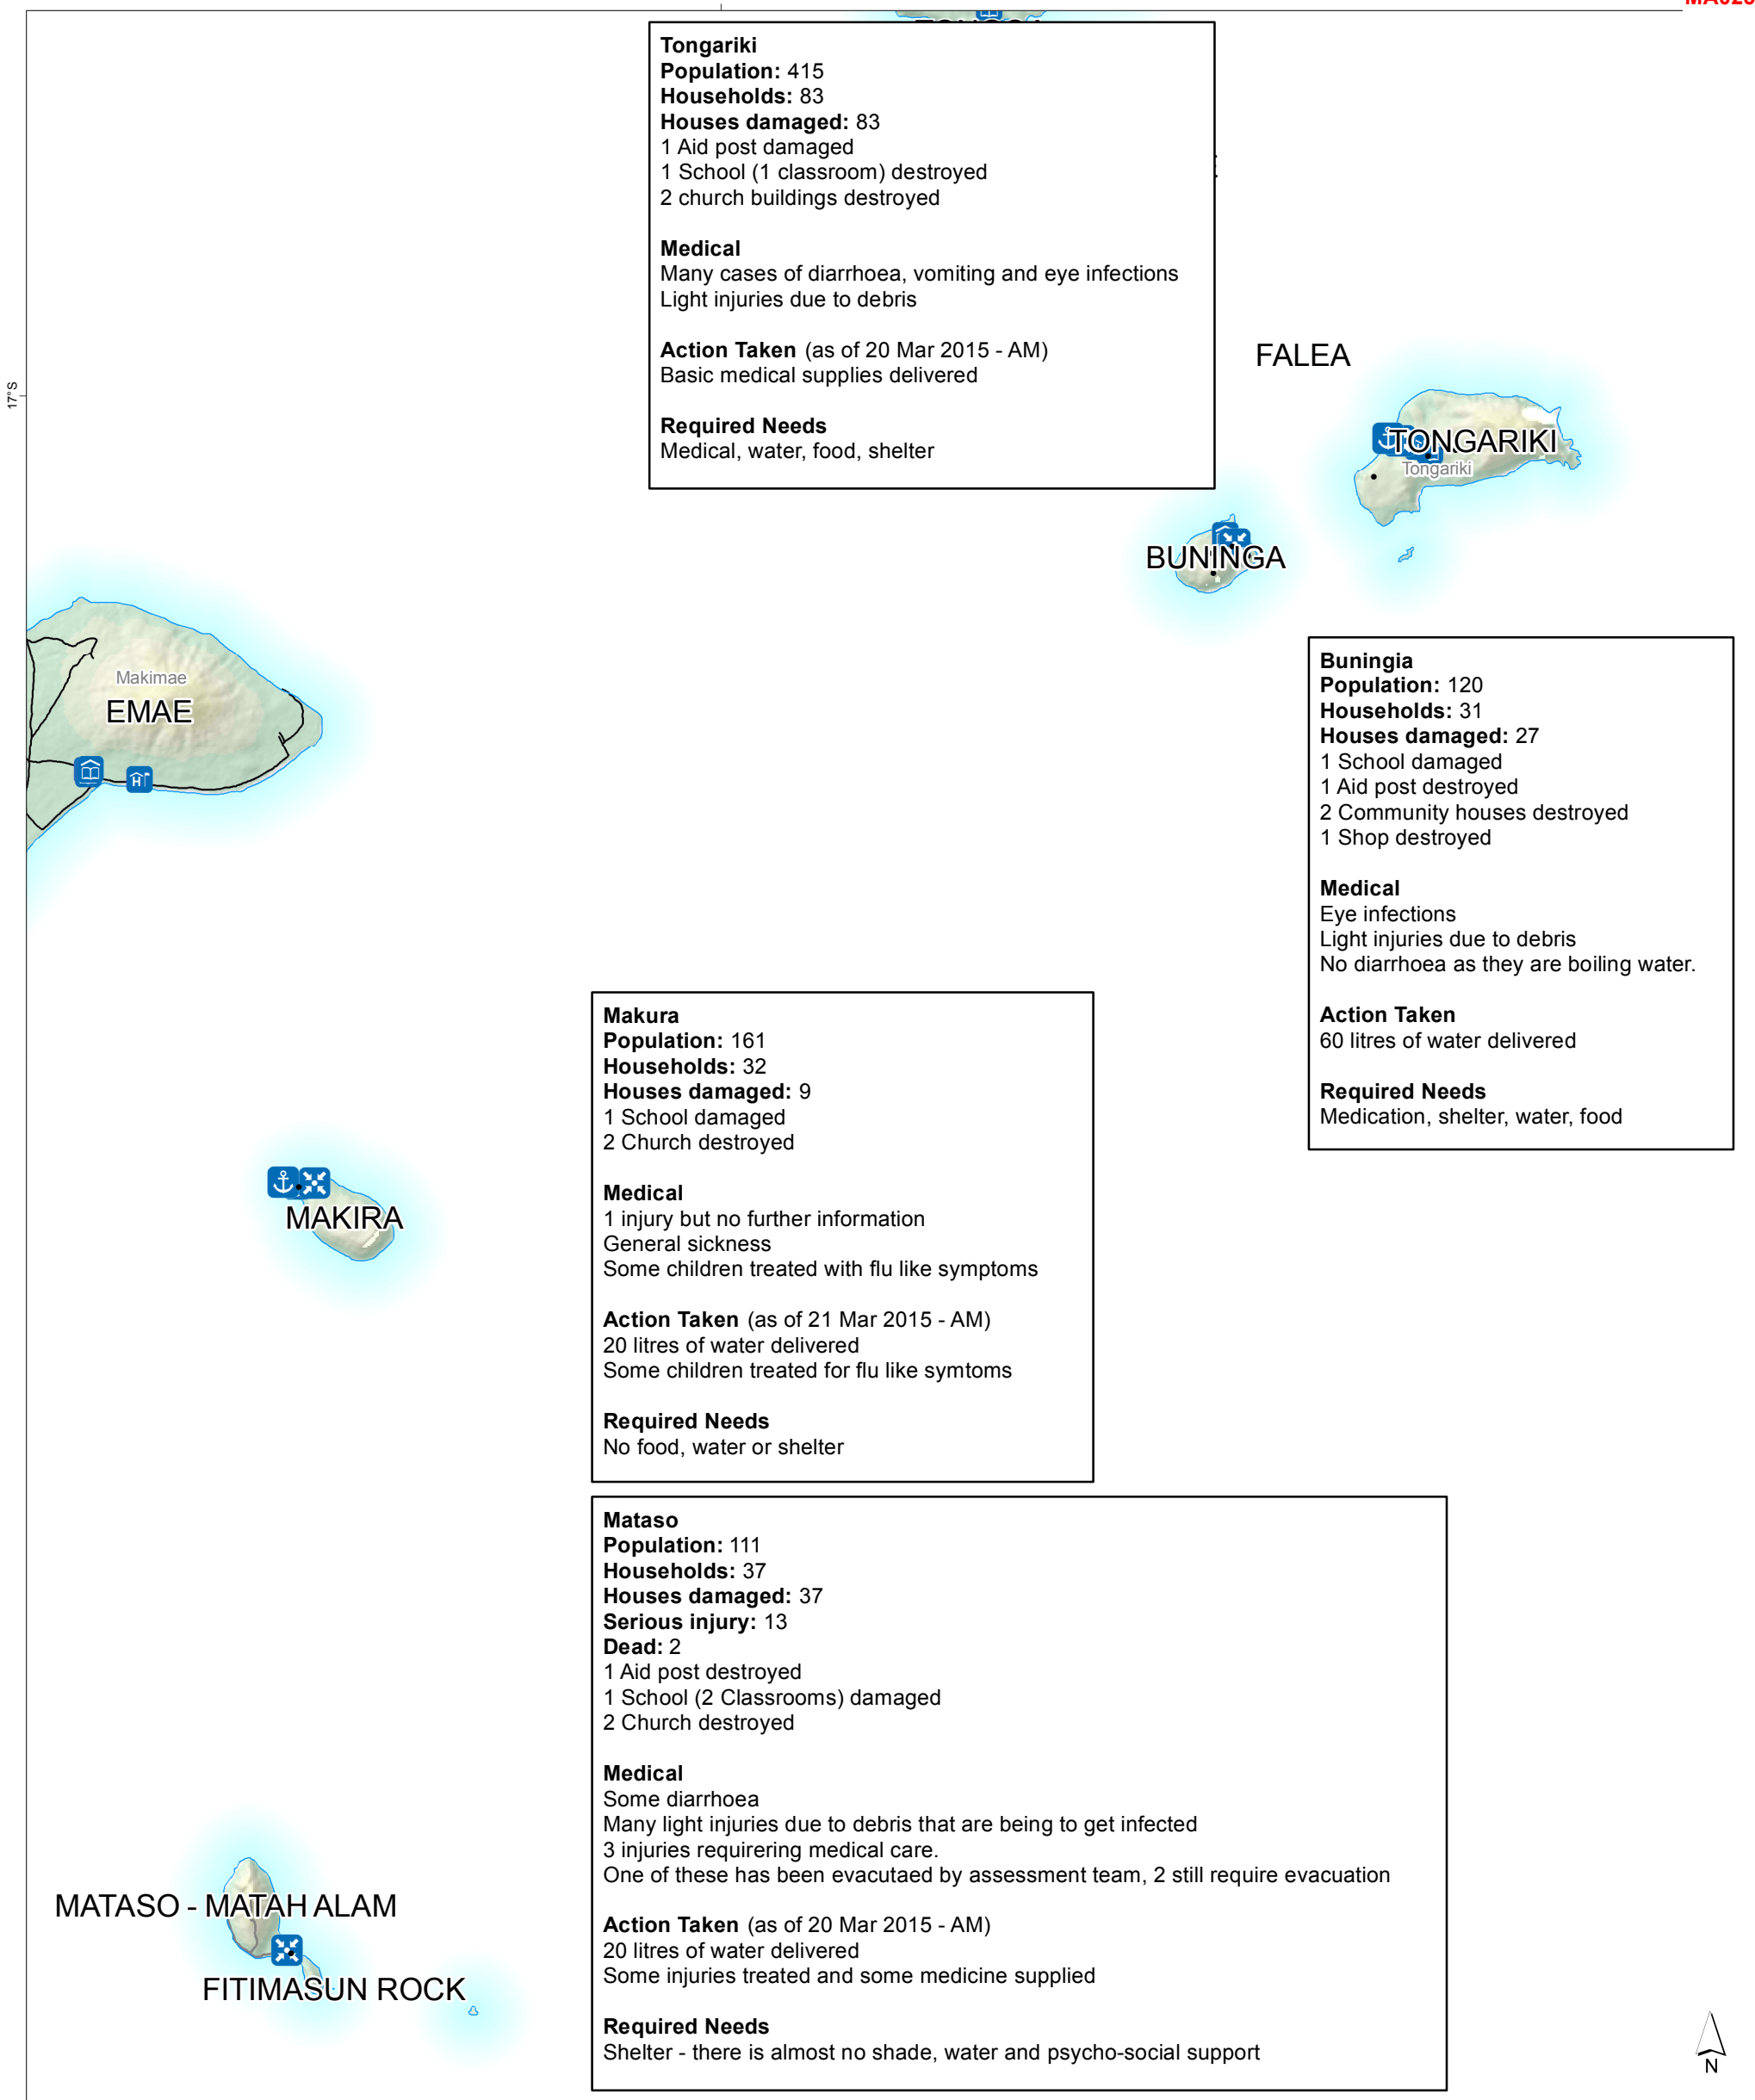 Tongariki
Population: 415
Households: 83
Houses damaged: 83
1 Aid post damaged
1 School (1 classroom) destroyed
2 church buildings destroyed
Medical
Many cases of diarrhoea, vomiting and eye infections
Light injuries due to debris
Action Taken (as of 20 Mar 2015 - AM)
Basic medical supplies delivered
Required Needs
Medical, water, food, shelter
17°S
FALEA
TONGARIKI
Tongariki
BUNINGA
Makimae
EMAE
H
Buningia
Population: 120
Households: 31
Houses damaged: 27
1 School damaged
1 Aid post destroyed
2 Community houses destroyed
1 Shop destroyed
Medical
Eye infections
Light injuries due to debris
No diarrhoea as they are boiling water.
Action Taken
60 litres of water delivered
Required Needs
Medication, shelter, water, food
Makura
Population: 161
Households: 32
Houses damaged: 9
1 School damaged
2 Church destroyed
Medical
1 injury but no further information
General sickness
Some children treated with flu like symptoms
Action Taken (as of 21 Mar 2015 - AM)
20 litres of water delivered
Some children treated for flu like symtoms
Required Needs
No food, water or shelter
MAKIRA
Mataso
Population: 111
Households: 37
Houses damaged: 37
Serious injury: 13
Dead: 2
1 Aid post destroyed
1 School (2 Classrooms) damaged
2 Church destroyed
Medical
Some diarrhoea
Many light injuries due to debris that are being to get infected
3 injuries requirering medical care.
One of these has been evacutaed by assessment team, 2 still require evacuation
Action Taken (as of 20 Mar 2015 - AM)
20 litres of water delivered
Some injuries treated and some medicine supplied
Required Needs
Shelter - there is almost no shade, water and psycho-social support
MATASO - MATAH ALAM
FITIMASUN ROCK
N